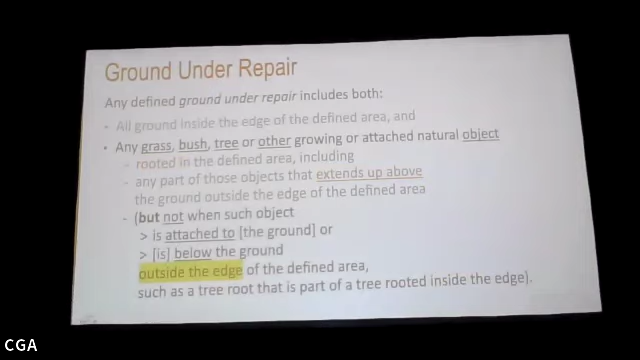 Ground Under Repair
Any defined ground under repair includes both:
• All ground inside the edge of the defined area, and
• Any grass, bush, tree or other growing or attached natural object
- rooted in the defined area, including
- any part of those objects that extends up above
the ground outside the edge of the defined area
- (but not when such object
> is attached to [the ground] or
> [is] below the ground
outside the edge of the defined area,
such as a tree root that is part of a tree rooted inside the edge).
CGA